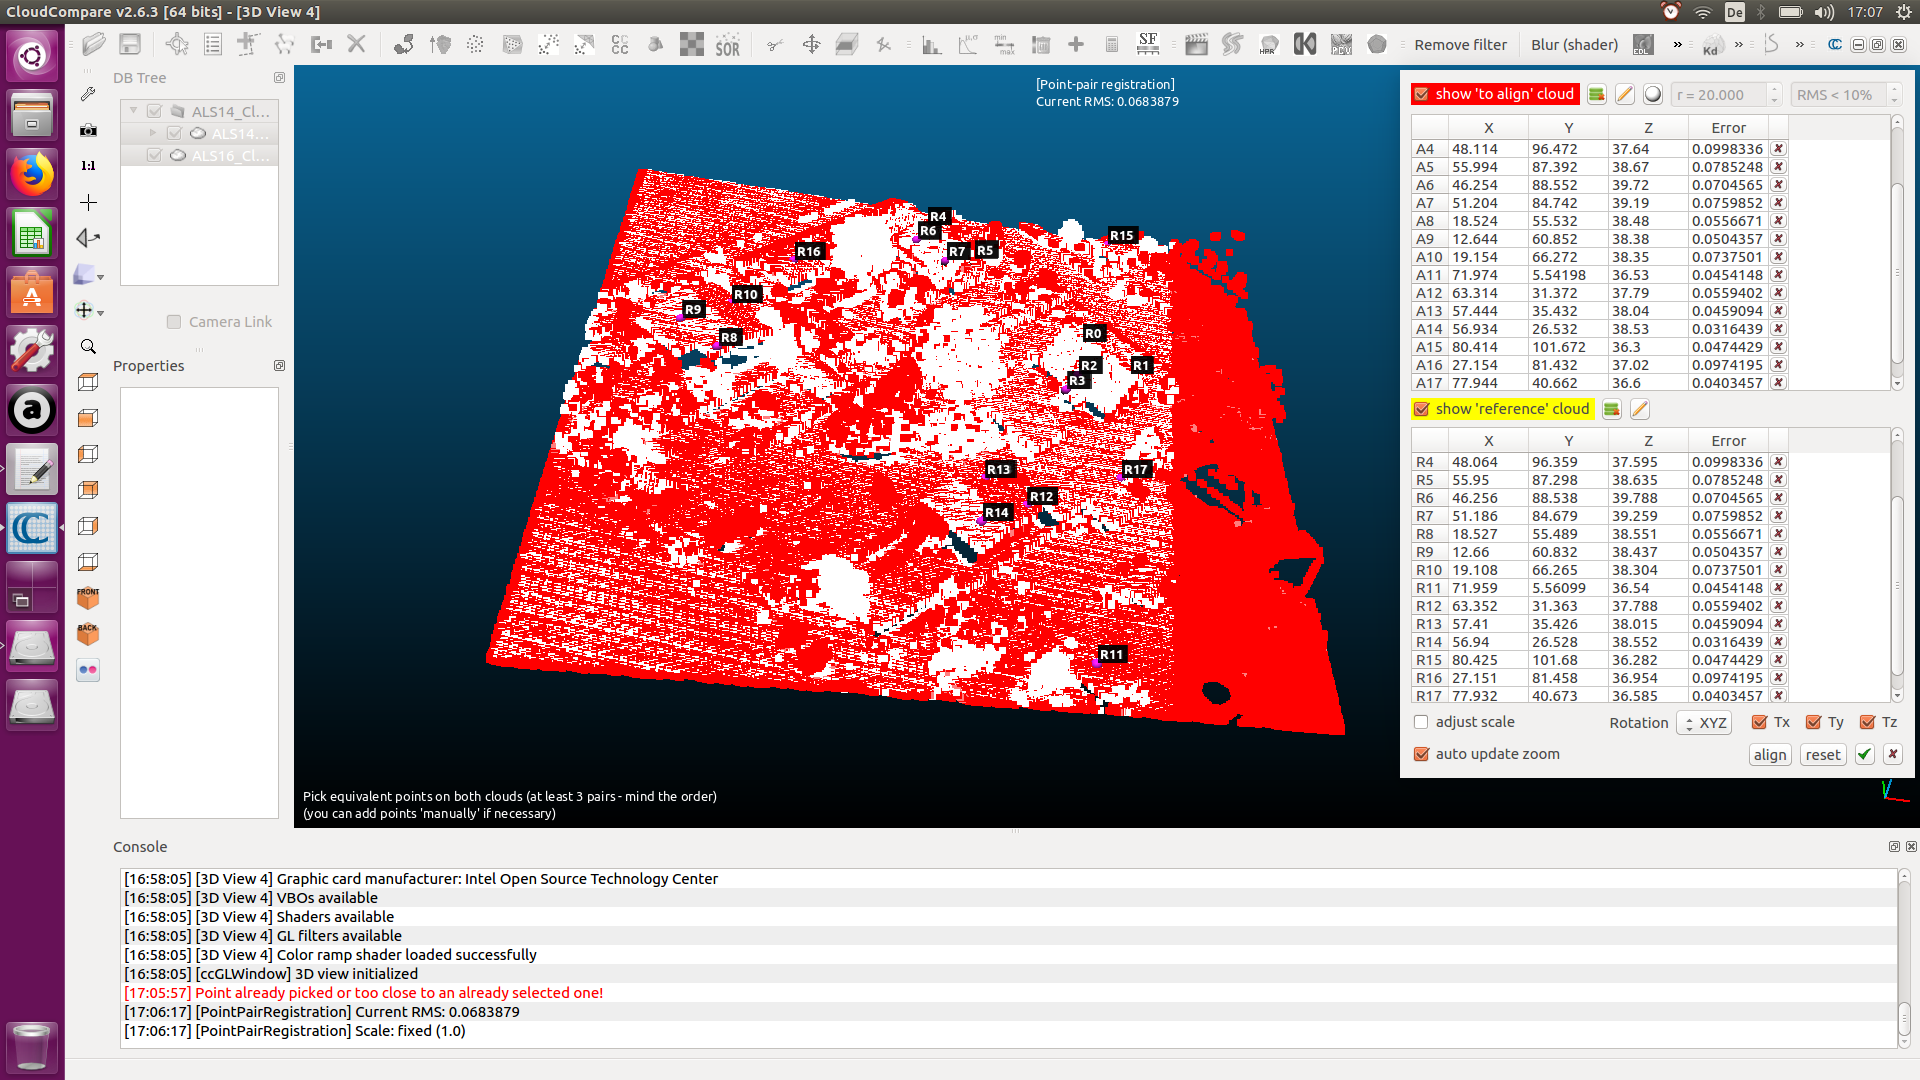 CloudCompare v2.6.3 [64 bits] - [3D View 4]
De
17:07
1:1
FRONT
BACK
CC
CC
SOR
SF
HPR
PCV
EDL
Kd
min
max
Remove filter
Blur (shader)
»
»
»
DB Tree
ALS14_Cl...
ALS14...
ALS16_Cl...
Camera Link
Properties
[Point-pair registration]
Current RMS: 0.0683879
R4
R6
R15
R16
R7
R5
R10
R9
R8
R0
R2
R1
R3
R13
R17
R12
R14
R11
Pick equivalent points on both clouds (at least 3 pairs - mind the order)
(you can add points 'manually' if necessary)
show 'to align' cloud
r = 20.000
RMS < 10%
X Y Z Error
A4 48.114 96.472 37.64 0.0998336
A5 55.994 87.392 38.67 0.0785248
A6 46.254 88.552 39.72 0.0704565
A7 51.204 84.742 39.19 0.0759852
A8 18.524 55.532 38.48 0.0556671
A9 12.644 60.852 38.38 0.0504357
A10 19.154 66.272 38.35 0.0737501
A11 71.974 5.54198 36.53 0.0454148
A12 63.314 31.372 37.79 0.0559402
A13 57.444 35.432 38.04 0.0459094
A14 56.934 26.532 38.53 0.0316439
A15 80.414 101.672 36.3 0.0474429
A16 27.154 81.432 37.02 0.0974195
A17 77.944 40.662 36.6 0.0403457
show 'reference' cloud
X Y Z Error
R4 48.064 96.359 37.595 0.0998336
R5 55.95 87.298 38.635 0.0785248
R6 46.256 88.538 39.788 0.0704565
R7 51.186 84.679 39.259 0.0759852
R8 18.527 55.489 38.551 0.0556671
R9 12.66 60.832 38.437 0.0504357
R10 19.108 66.265 38.304 0.0737501
R11 71.959 5.56099 36.54 0.0454148
R12 63.352 31.363 37.788 0.0559402
R13 57.41 35.426 38.015 0.0459094
R14 56.94 26.528 38.552 0.0316439
R15 80.425 101.68 36.282 0.0474429
R16 27.151 81.458 36.954 0.0974195
R17 77.932 40.673 36.585 0.0403457
adjust scale
Rotation XYZ Tx Ty Tz
auto update zoom
align reset
Console
[16:58:05] [3D View 4] Graphic card manufacturer: Intel Open Source Technology Center
[16:58:05] [3D View 4] VBOs available
[16:58:05] [3D View 4] Shaders available
[16:58:05] [3D View 4] GL filters available
[16:58:05] [3D View 4] Color ramp shader loaded successfully
[16:58:05] [ccGLWindow] 3D view initialized
[17:05:57] Point already picked or too close to an already selected one!
[17:06:17] [PointPairRegistration] Current RMS: 0.0683879
[17:06:17] [PointPairRegistration] Scale: fixed (1.0)